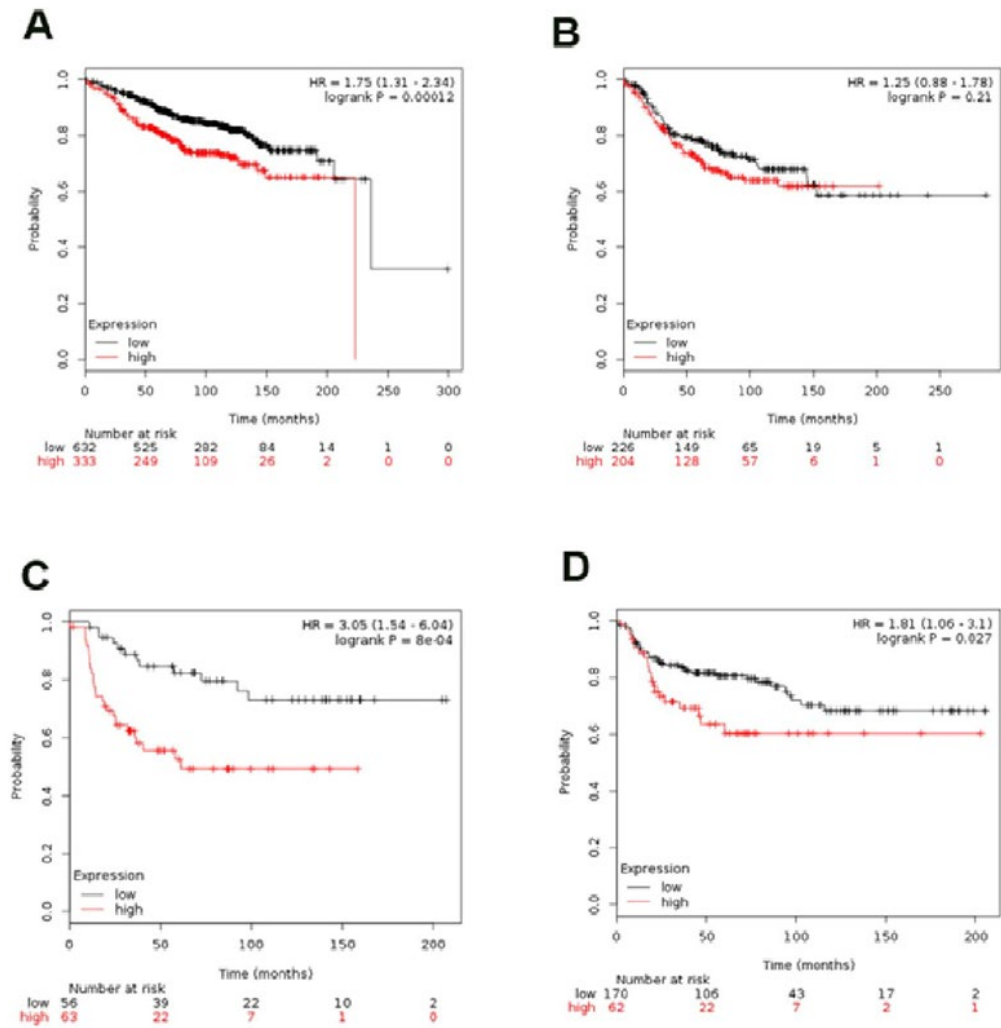 A
HR = 1.75 (1.31 - 2.34)
logrank P = 0.00012
Probability
0.0 0.2 0.4 0.6 0.8 1.0
Expression
low
high
0 50 100 150 200 250 300
Time (months)
Number at risk
low 632 525 282 84 14 1 0
high 333 249 109 26 2 0 0
B
HR = 1.25 (0.88 - 1.78)
logrank P = 0.21
Probability
0.0 0.2 0.4 0.6 0.8 1.0
Expression
low
high
0 50 100 150 200 250
Time (months)
Number at risk
low 226 149 65 19 5 1
high 204 128 57 6 1 0
C
HR = 3.05 (1.54 - 6.04)
logrank P = 8e-04
Probability
0.0 0.2 0.4 0.6 0.8 1.0
Expression
low
high
0 50 100 150 200
Time (months)
Number at risk
low 56 39 22 10 2
high 63 22 7 1 0
D
HR = 1.81 (1.06 - 3.1)
logrank P = 0.027
Probability
0.0 0.2 0.4 0.6 0.8 1.0
Expression
low
high
0 50 100 150 200
Time (months)
Number at risk
low 170 106 43 17 2
high 62 22 7 2 1